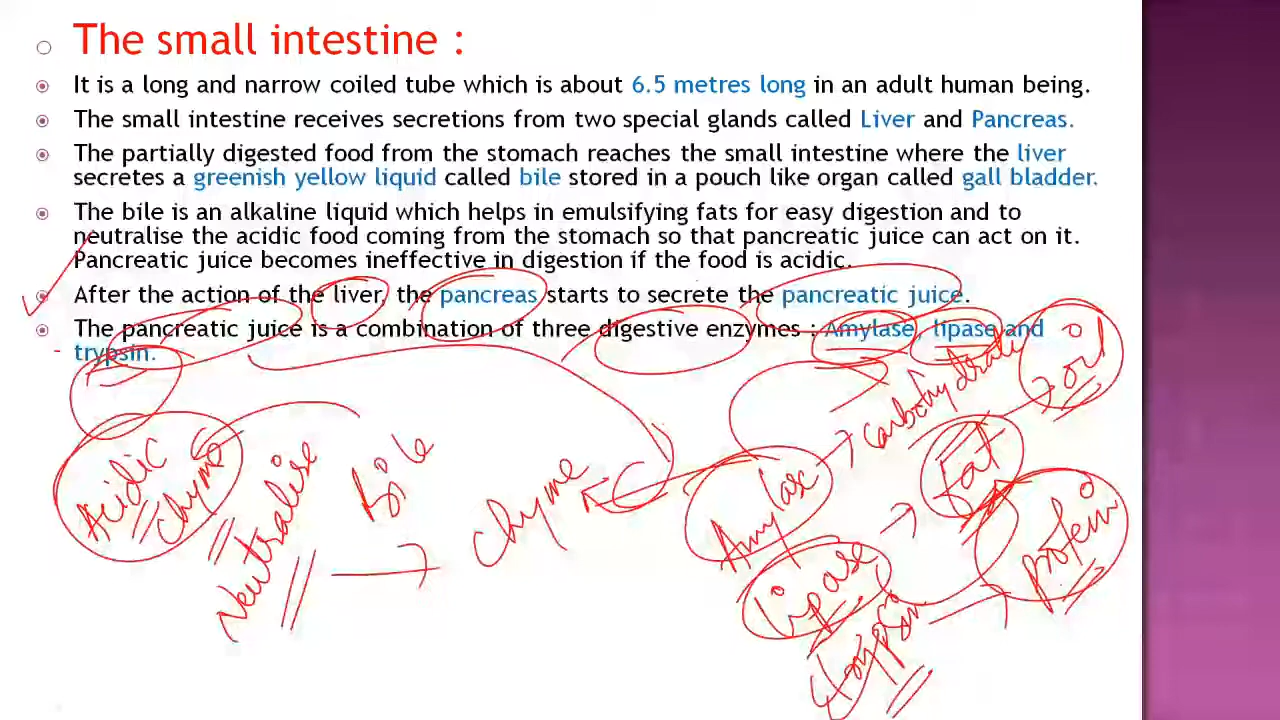 The small intestine :
It is a long and narrow coiled tube which is about 6.5 metres long in an adult human being.
The small intestine receives secretions from two special glands called Liver and Pancreas.
The partially digested food from the stomach reaches the small intestine where the liver
secretes a greenish yellow liquid called bile stored in a pouch like organ called gall bladder.
The bile is an alkaline liquid which helps in emulsifying fats for easy digestion and to
neutralise the acidic food coming from the stomach so that pancreatic juice can act on it.
Pancreatic juice becomes ineffective in digestion if the food is acidic.
After the action of the liver, the pancreas starts to secrete the pancreatic juice.
The pancreatic juice is a combination of three digestive enzymes : Amylase, lipase and
trypsin.
Acidic
chyme
Neutralise
Bile
chyme
Amylase
carbohydrate
lipase
Fat
oil
trypsin
protein